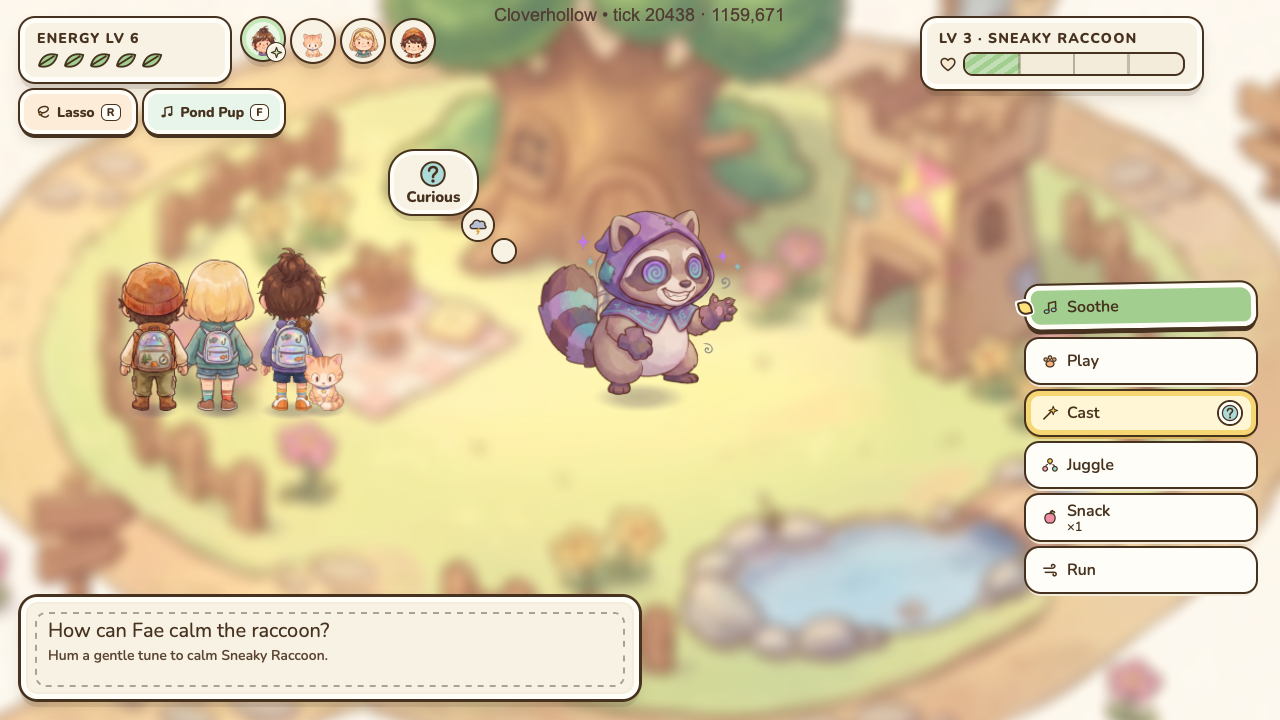 Cloverhollow • tick 20438 · 1159,671
ENERGY LV 6
LV 3 · SNEAKY RACCOON
Lasso R
Pond Pup F
?
Curious
Soothe
Play
Cast ?
Juggle
Snack
×1
Run
How can Fae calm the raccoon?
Hum a gentle tune to calm Sneaky Raccoon.